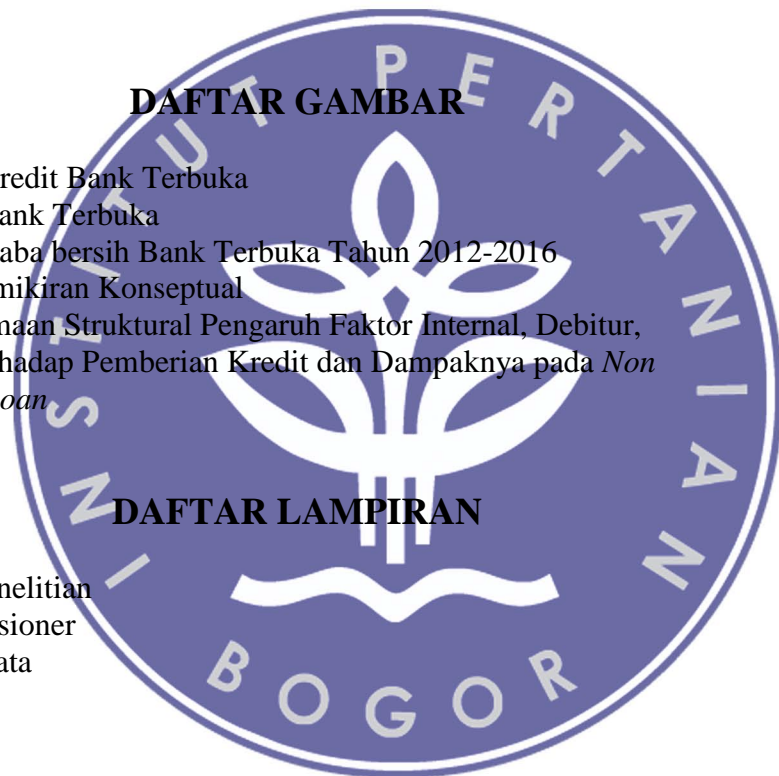 DAFTAR GAMBAR
redit Bank Terbuka
ank Terbuka
aba bersih Bank Terbuka Tahun 2012-2016
mikiran Konseptual
naan Struktural Pengaruh Faktor Internal, Debitur,
hadap Pemberian Kredit dan Dampaknya pada Non
oan
DAFTAR LAMPIRAN
nelitian
sioner
ata
INSTITUT PERTANIAN
BOGOR